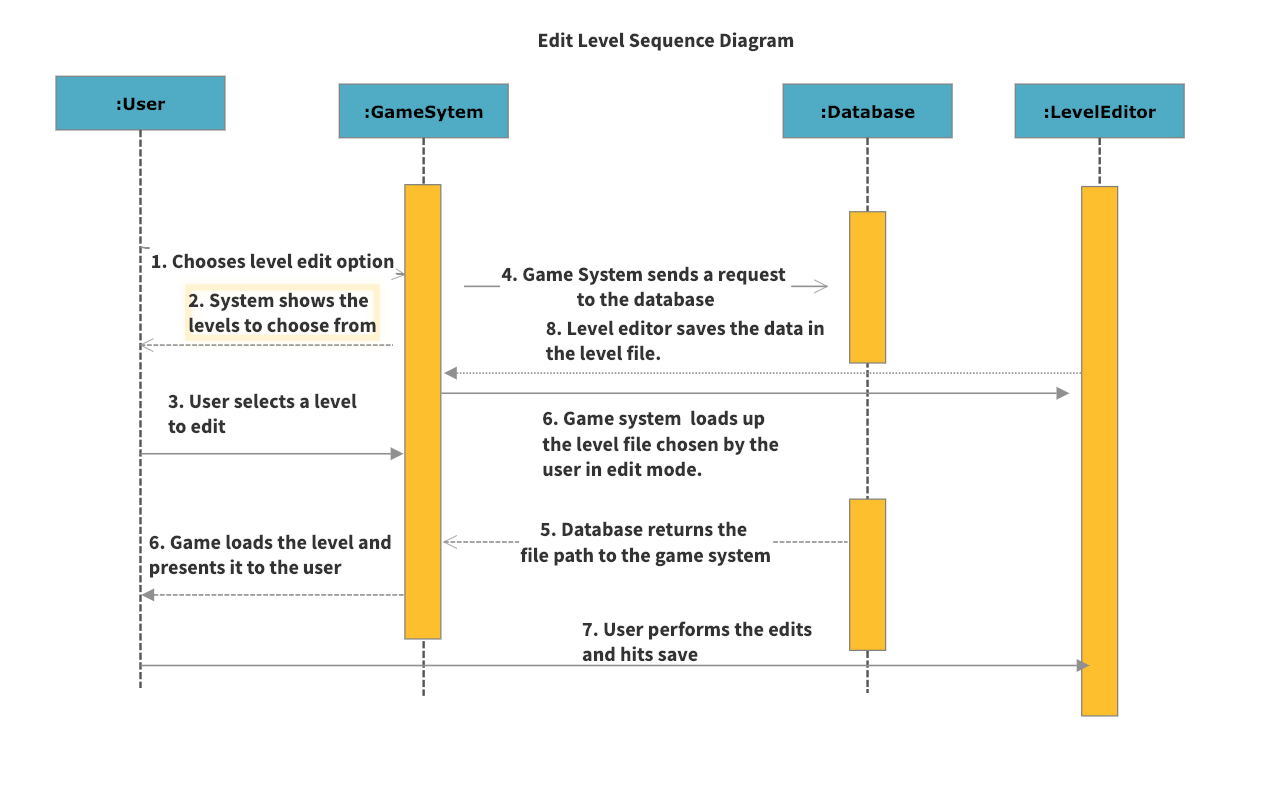 Edit Level Sequence Diagram
:User
:GameSytem
:Database
:LevelEditor
1. Chooses level edit option
2. System shows the
levels to choose from
4. Game System sends a request
to the database
8. Level editor saves the data in
the level file.
3. User selects a level
to edit
6. Game system loads up
the level file chosen by the
user in edit mode.
5. Database returns the
file path to the game system
6. Game loads the level and
presents it to the user
7. User performs the edits
and hits save